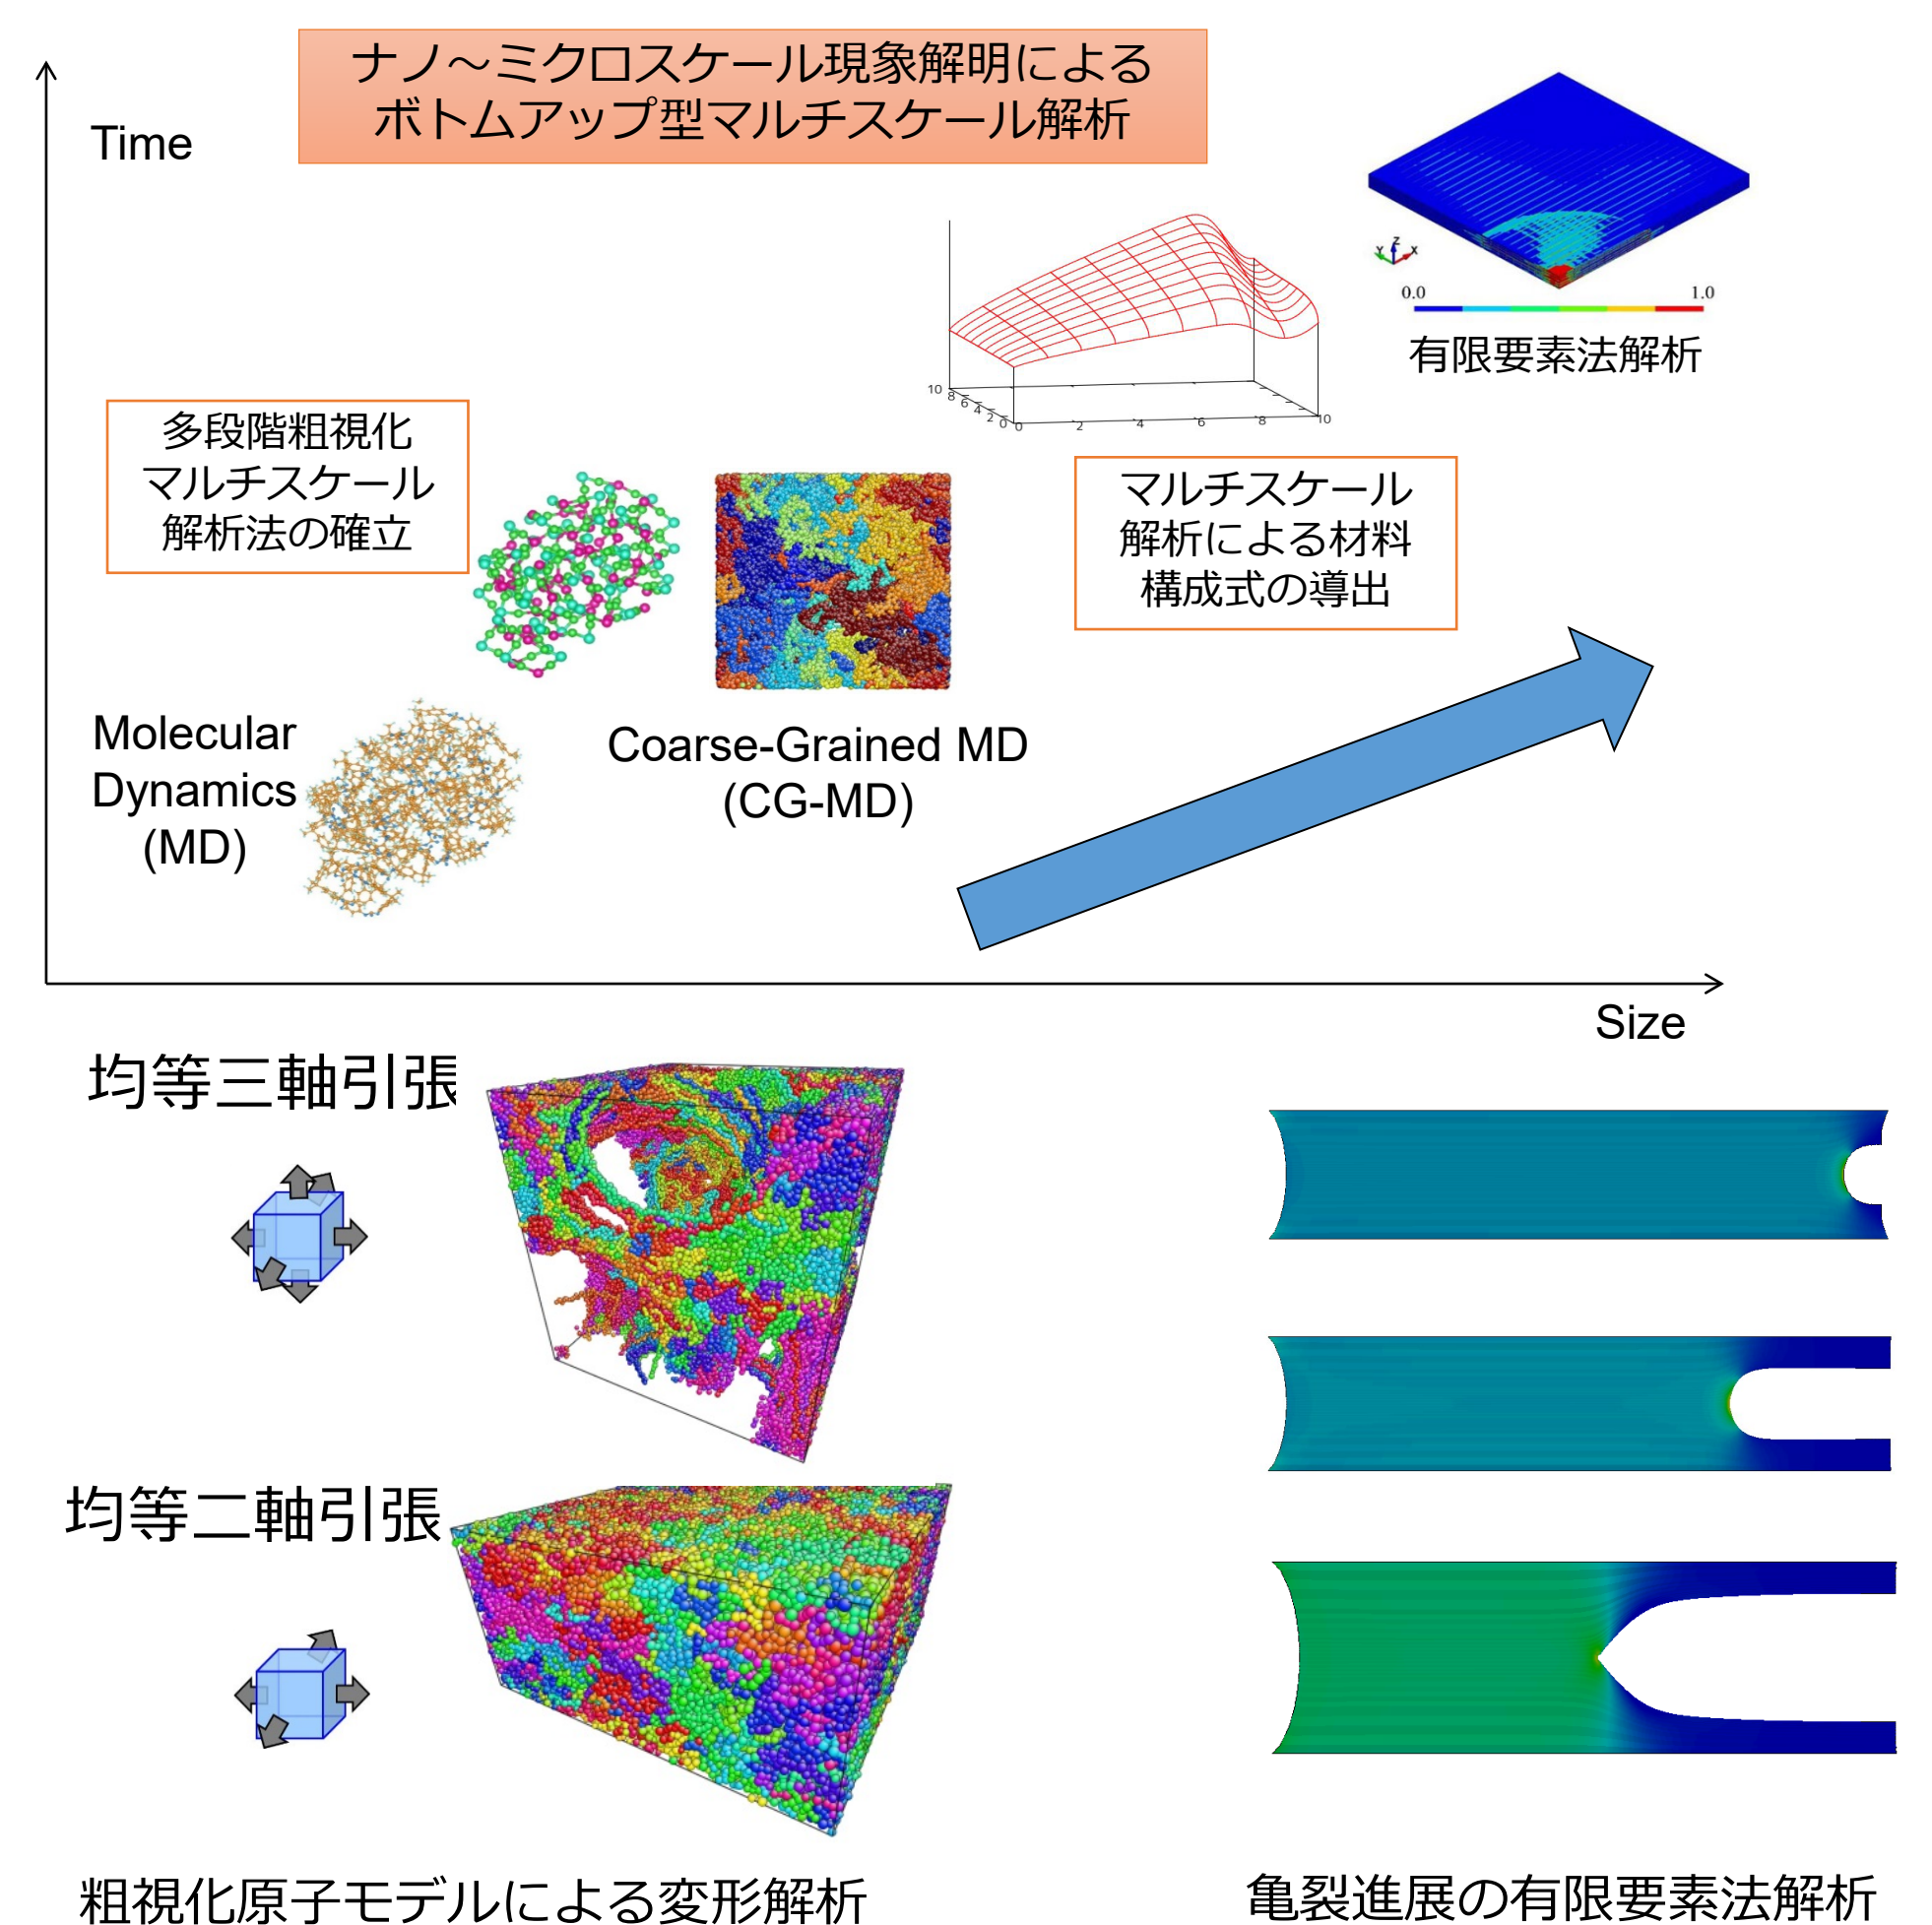 ナノ～ミクロスケール現象解明による
ボトムアップ型マルチスケール解析
Time
Y Z X
0.0 1.0
有限要素法解析
10 8 6 4 2 0 0 2 4 6 8 10
多段階粗視化
マルチスケール
解析法の確立
マルチスケール
解析による材料
構成式の導出
Molecular
Dynamics
(MD)
Coarse-Grained MD
(CG-MD)
Size
均等三軸引張
均等二軸引張
粗視化原子モデルによる変形解析
亀裂進展の有限要素法解析